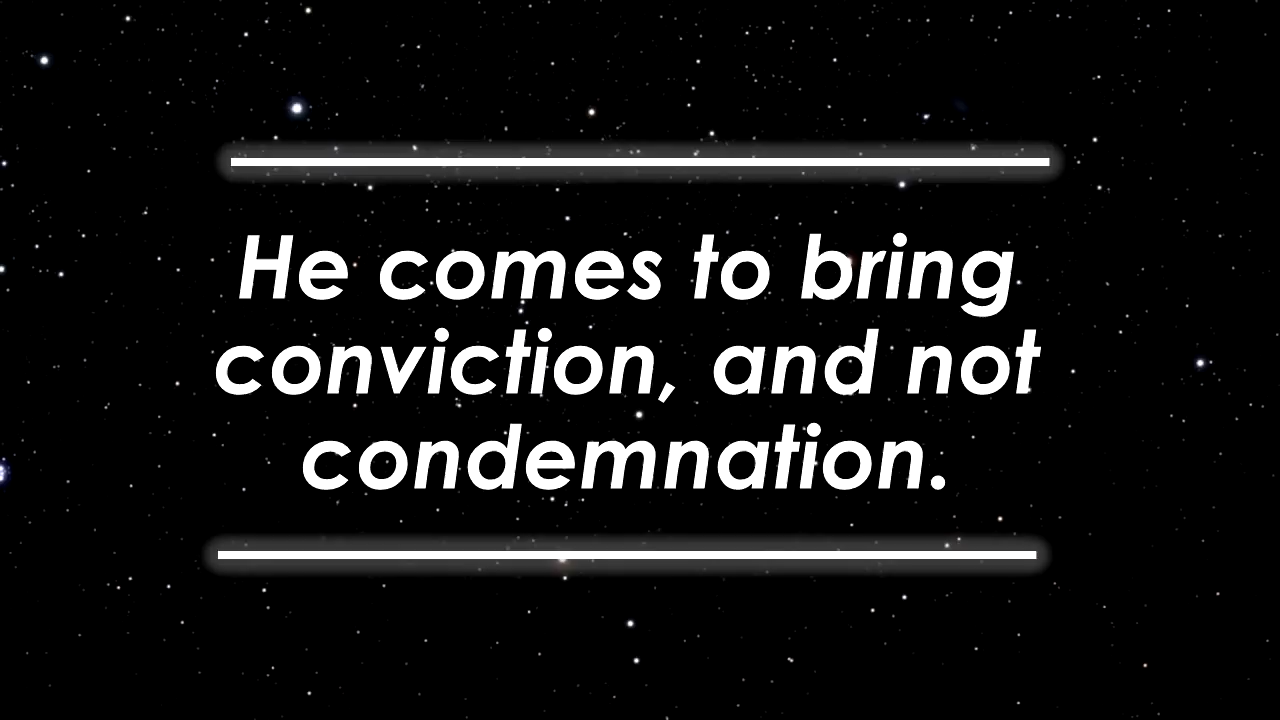 He comes to bring
conviction, and not
condemnation.